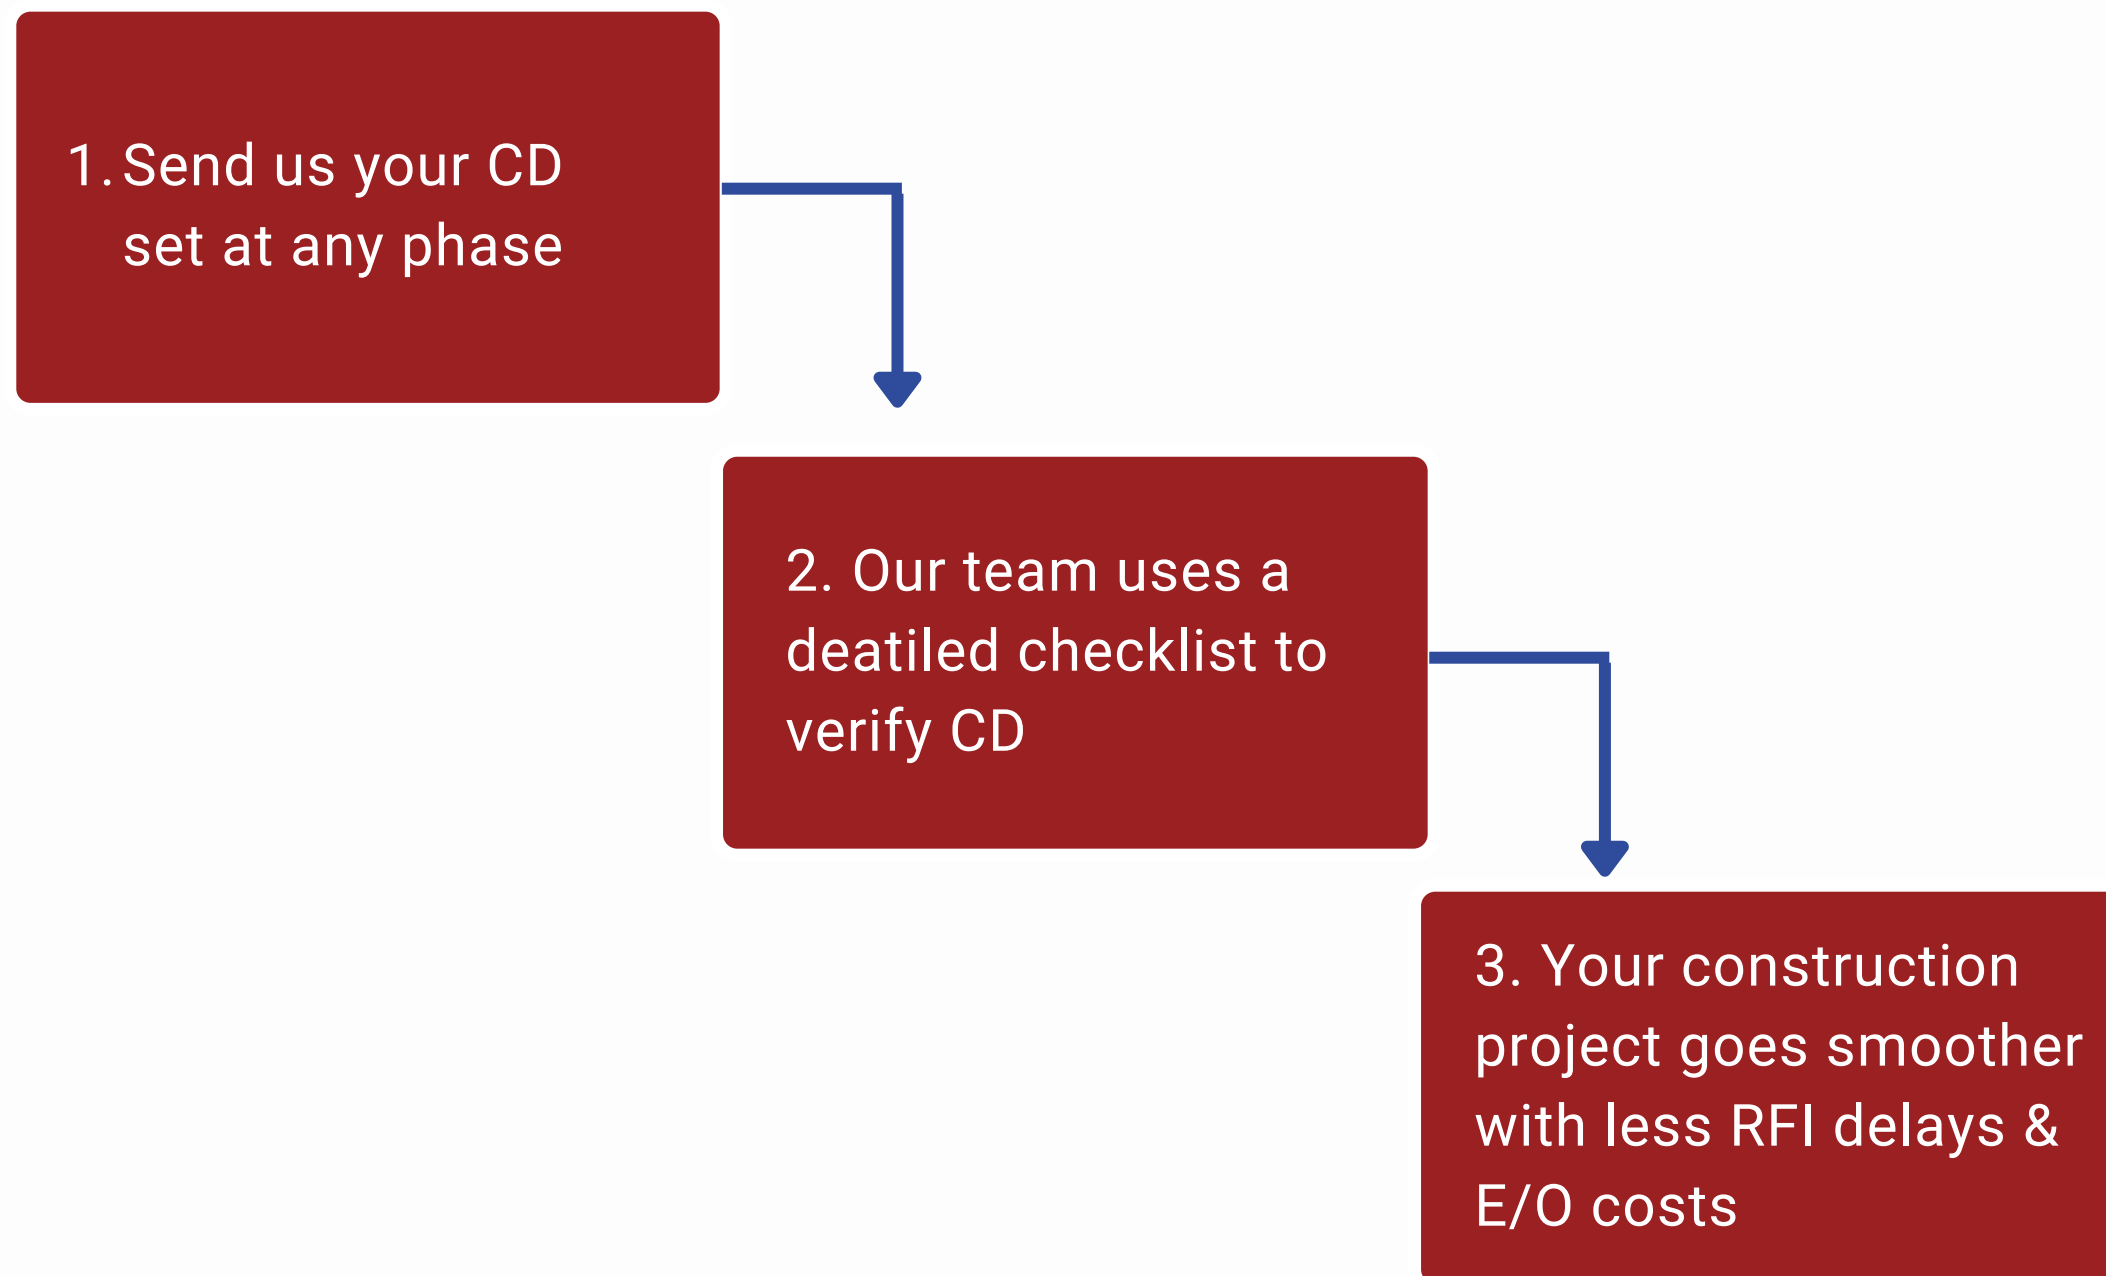 1. Send us your CD
set at any phase
2. Our team uses a
deatiled checklist to
verify CD
3. Your construction
project goes smoother
with less RFI delays &
E/O costs